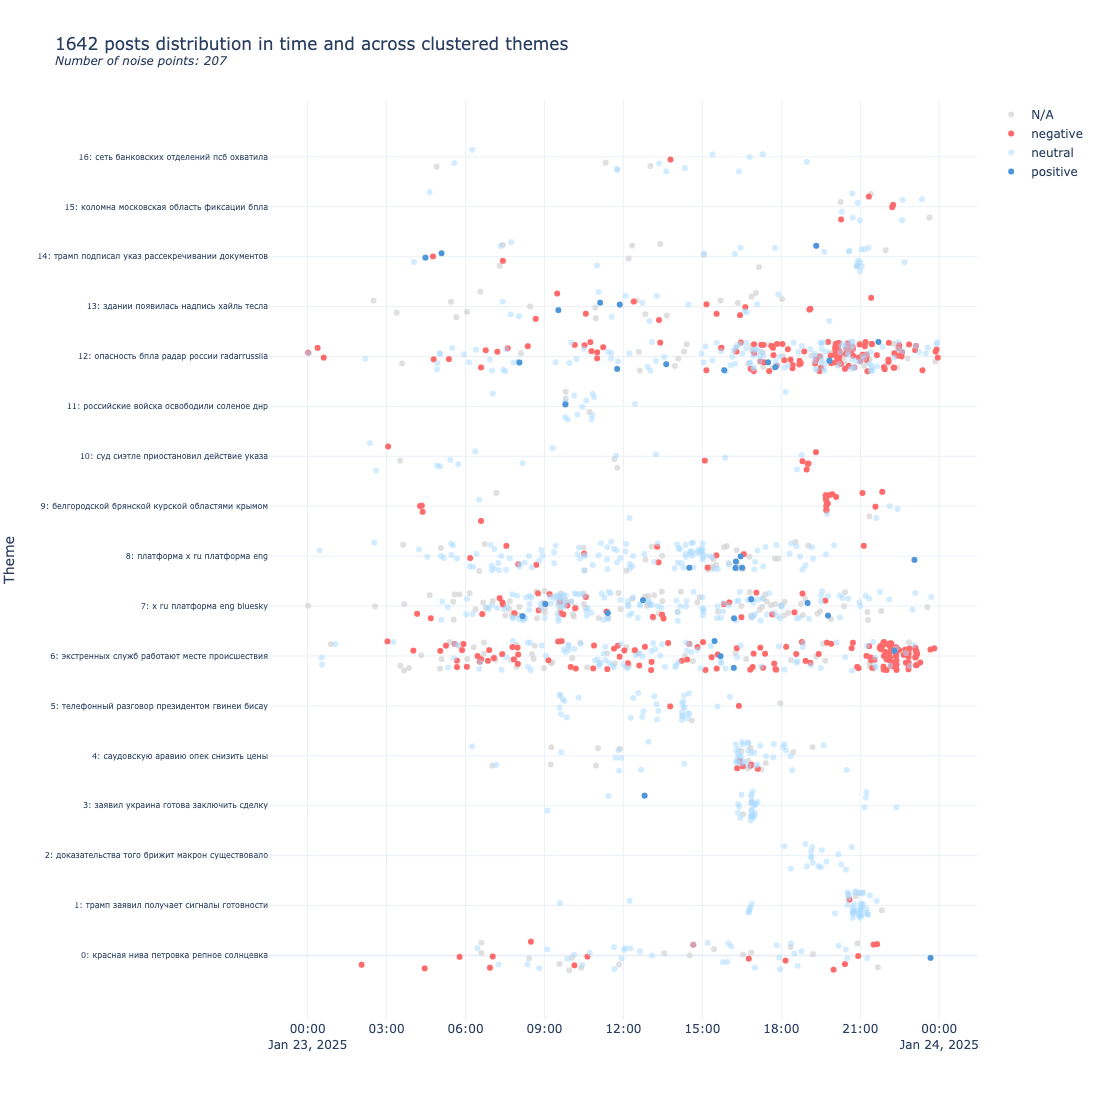 1642 posts distribution in time and across clustered themes
Number of noise points: 207
N/A
negative
neutral
positive
Theme
16: сеть банковских отделений псб охватила
15: коломна московская область фиксации бпла
14: трамп подписал указ рассекречивании документов
13: здании появилась надпись хайль тесла
12: опасность бпла радар россии radarrussiia
11: российские войска освободили соленое днр
10: суд сиэтле приостановил действие указа
9: белгородской брянской курской областями крымом
8: платформа x ru платформа eng
7: x ru платформа eng bluesky
6: экстренных служб работают месте происшествия
5: телефонный разговор президентом гвинеи бисау
4: саудовскую аравию опек снизить цены
3: заявил украина готова заключить сделку
2: доказательства того брижит макрон существовало
1: трамп заявил получает сигналы готовности
0: красная нива петровка репное солнцевка
00:00 03:00 06:00 09:00 12:00 15:00 18:00 21:00 00:00
Jan 23, 2025 Jan 24, 2025